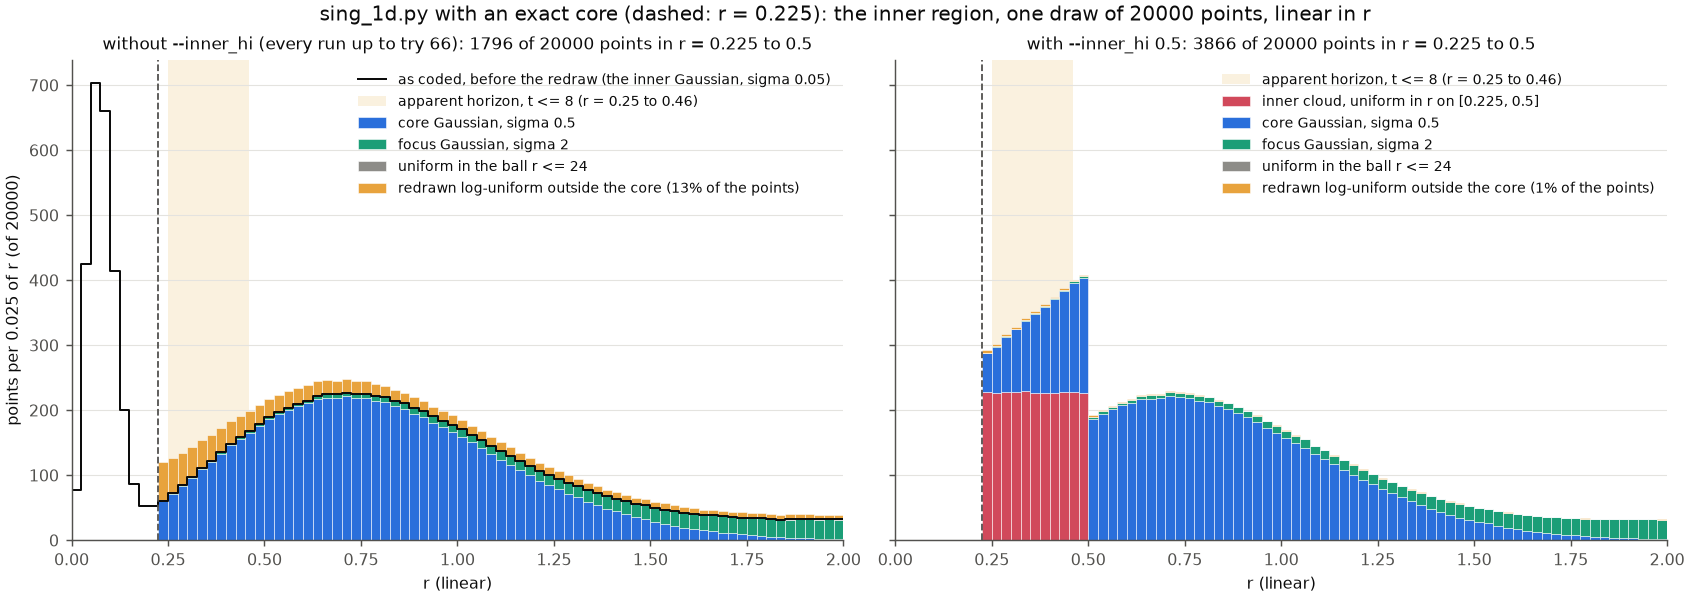 sing_1d.py with an exact core (dashed: r = 0.225): the inner region, one draw of 20000 points, linear in r
without --inner_hi (every run up to try 66): 1796 of 20000 points in r = 0.225 to 0.5
as coded, before the redraw (the inner Gaussian, sigma 0.05)
apparent horizon, t <= 8 (r = 0.25 to 0.46)
core Gaussian, sigma 0.5
focus Gaussian, sigma 2
uniform in the ball r <= 24
redrawn log-uniform outside the core (13% of the points)
points per 0.025 of r (of 20000)
700
600
500
400
300
200
100
0
0.00 0.25 0.50 0.75 1.00 1.25 1.50 1.75 2.00
r (linear)
with --inner_hi 0.5: 3866 of 20000 points in r = 0.225 to 0.5
apparent horizon, t <= 8 (r = 0.25 to 0.46)
inner cloud, uniform in r on [0.225, 0.5]
core Gaussian, sigma 0.5
focus Gaussian, sigma 2
uniform in the ball r <= 24
redrawn log-uniform outside the core (1% of the points)
0.00 0.25 0.50 0.75 1.00 1.25 1.50 1.75 2.00
r (linear)